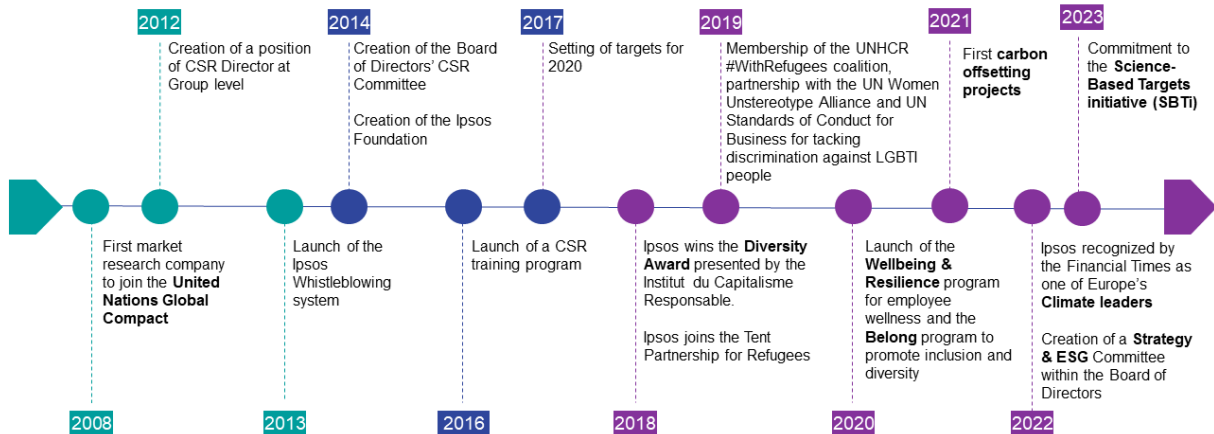 2012
Creation of a position
of CSR Director at
Group level
2014
Creation of the Board
of Directors' CSR
Committee
Creation of the Ipsos
Foundation
2017
Setting of targets for
2020
2019
Membership of the UNHCR
#WithRefugees coalition,
partnership with the UN Women
Unstereotype Alliance and UN
Standards of Conduct for
Business for tacking
discrimination against LGBTI
people
2021
First carbon
offsetting
projects
2023
Commitment to
the Science-
Based Targets
initiative (SBTi)
First market
research company
to join the United
Nations Global
Compact
2008
Launch of the
Ipsos
Whistleblowing
system
2013
Launch of a CSR
training program
2016
Ipsos wins the Diversity
Award presented by the
Institut du Capitalisme
Responsable.
Ipsos joins the Tent
Partnership for Refugees
2018
Launch of the
Wellbeing &
Resilience program
for employee
wellness and the
Belong program to
promote inclusion and
diversity
2020
Ipsos recognized by
the Financial Times as
one of Europe's
Climate leaders
Creation of a Strategy
& ESG Committee
within the Board of
Directors
2022